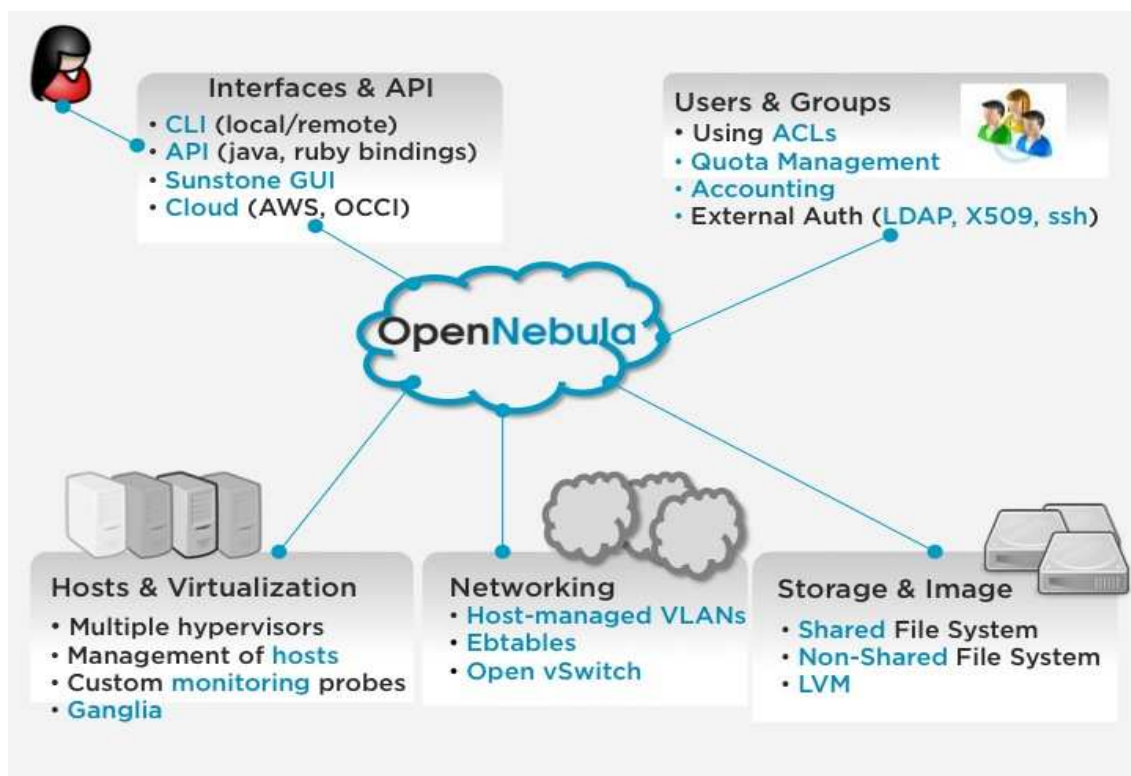 Interfaces & API
• CLI (local/remote)
• API (java, ruby bindings)
• Sunstone GUI
• Cloud (AWS, OCCI)
Users & Groups
• Using ACLs
• Quota Management
• Accounting
• External Auth (LDAP, X509, ssh)
OpenNebula
Hosts & Virtualization
• Multiple hypervisors
• Management of hosts
• Custom monitoring probes
• Ganglia
Networking
• Host-managed VLANs
• Ebtables
• Open vSwitch
Storage & Image
• Shared File System
• Non-Shared File System
• LVM